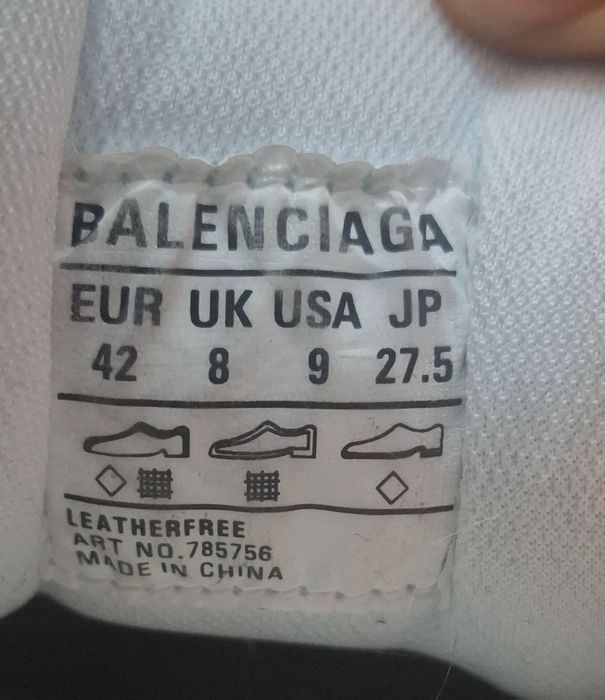 BALENCIAGA
EUR UK USA JP
42 8 9 27.5
LEATHERFREE
ART NO.785756
MADE IN CHINA